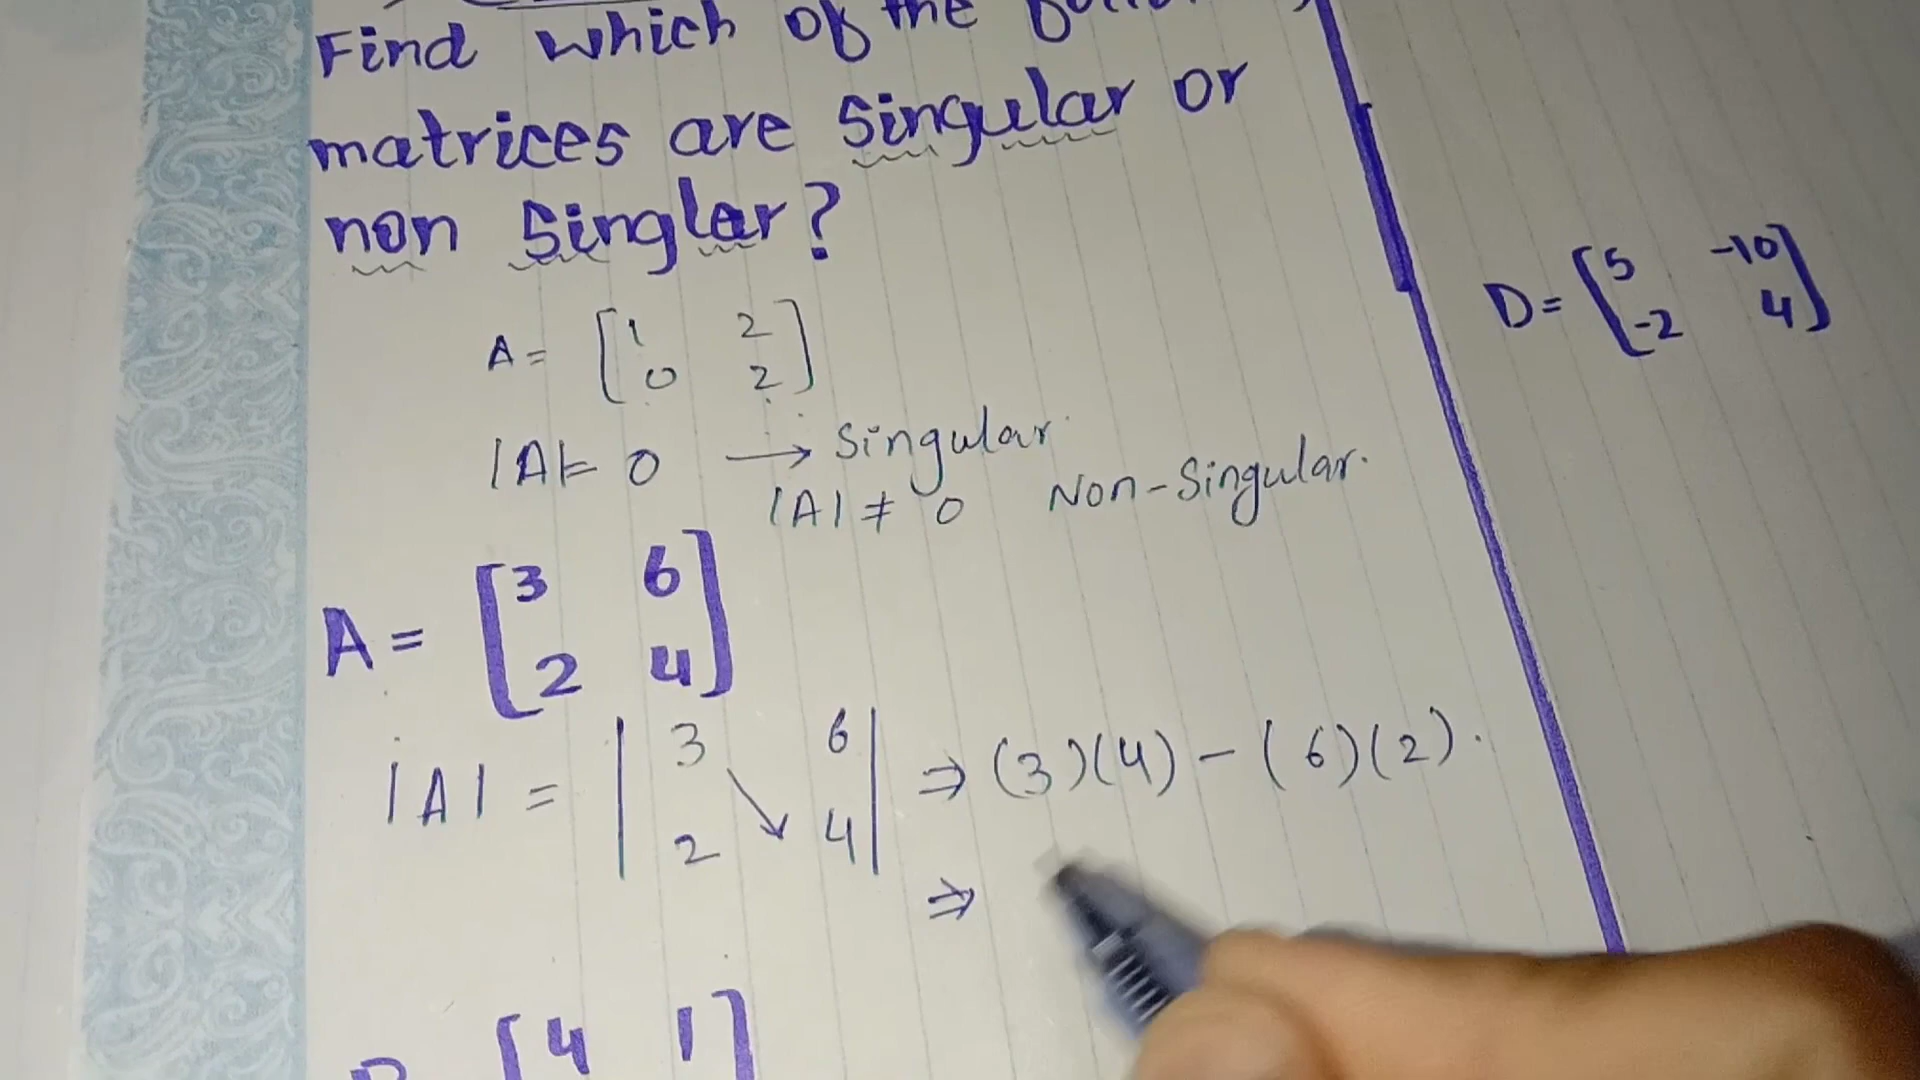 Find which of the
matrices are Singular or
non Singlar?
A = [ 1 2
0 2 ]
|A| = 0 → Singular
|A| ≠ 0 Non-Singular.
A = [ 3 6
2 4 ]
|A| = | 3 6
2 4 | ⇒ (3)(4) - (6)(2).
⇒
[ 4 1 ]
D = [ 5 -10
-2 4 ]